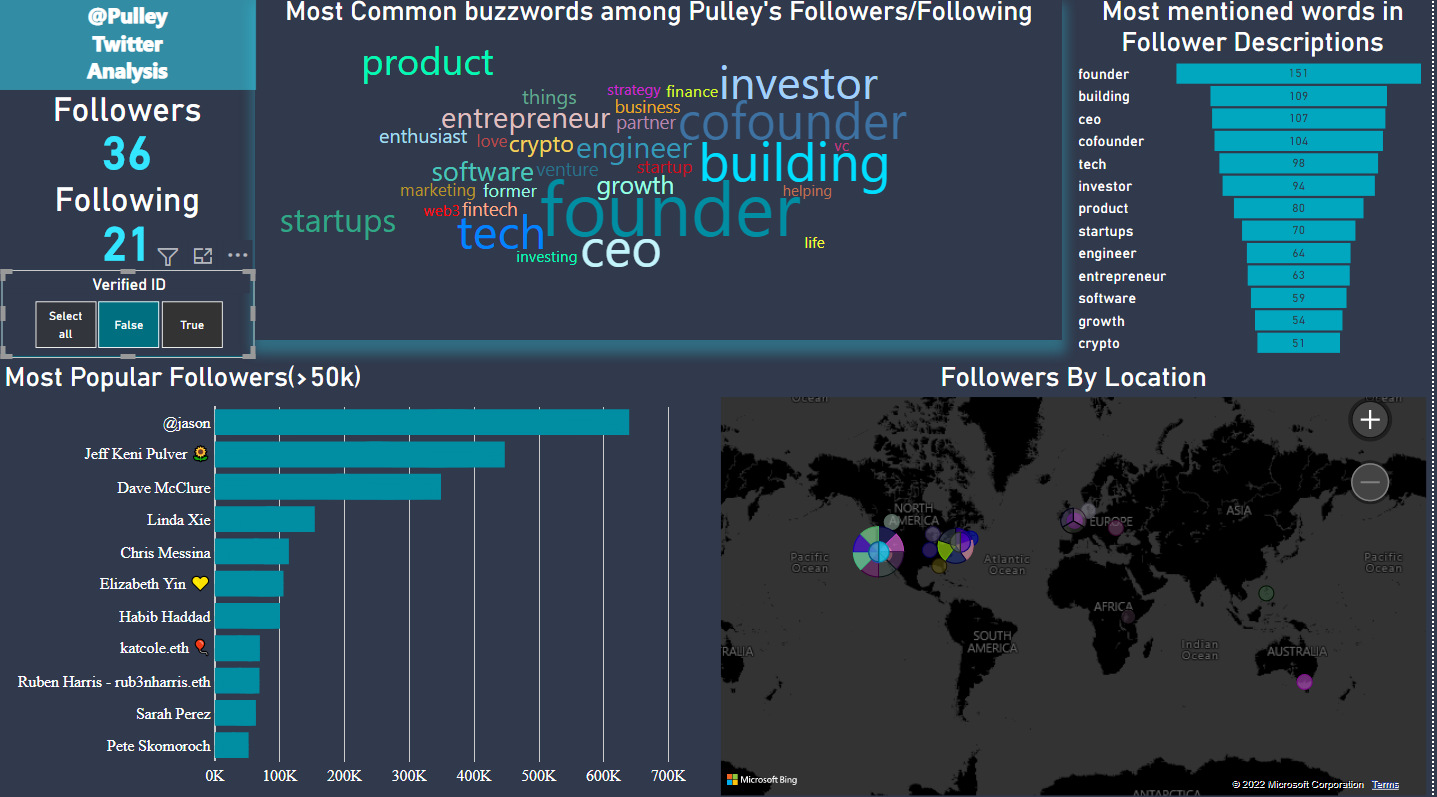 @Pulley
Twitter
Analysis
Followers
36
Following
21
Verified ID
Select
all
False
True
Most Common buzzwords among Pulley's Followers/Following
product
investor
things
strategy
finance
business
entrepreneur
partner
cofounder
enthusiast
love
crypto
engineer
vc
building
software
venture
startup
marketing
former
growth
helping
web3
fintech
founder
startups
tech
ceo
life
investing
Most mentioned words in
Follower Descriptions
founder 151
building 109
ceo 107
cofounder 104
tech 98
investor 94
product 80
startups 70
engineer 64
entrepreneur 63
software 59
growth 54
crypto 51
Most Popular Followers(>50k)
@jason
Jeff Keni Pulver 🌻
Dave McClure
Linda Xie
Chris Messina
Elizabeth Yin 💛
Habib Haddad
katcole.eth 🎈
Ruben Harris - rub3nharris.eth
Sarah Perez
Pete Skomoroch
0K 100K 200K 300K 400K 500K 600K 700K
Followers By Location
Ocean
Ocean
NORTH
AMERICA
EUROPE
ASIA
Pacific
Ocean
Atlantic
Ocean
Pacific
Ocean
AFRICA
SOUTH
AMERICA
Indian
Ocean
RALIA
AUSTRALIA
ANTARCTICA
Microsoft Bing
© 2022 Microsoft Corporation Terms